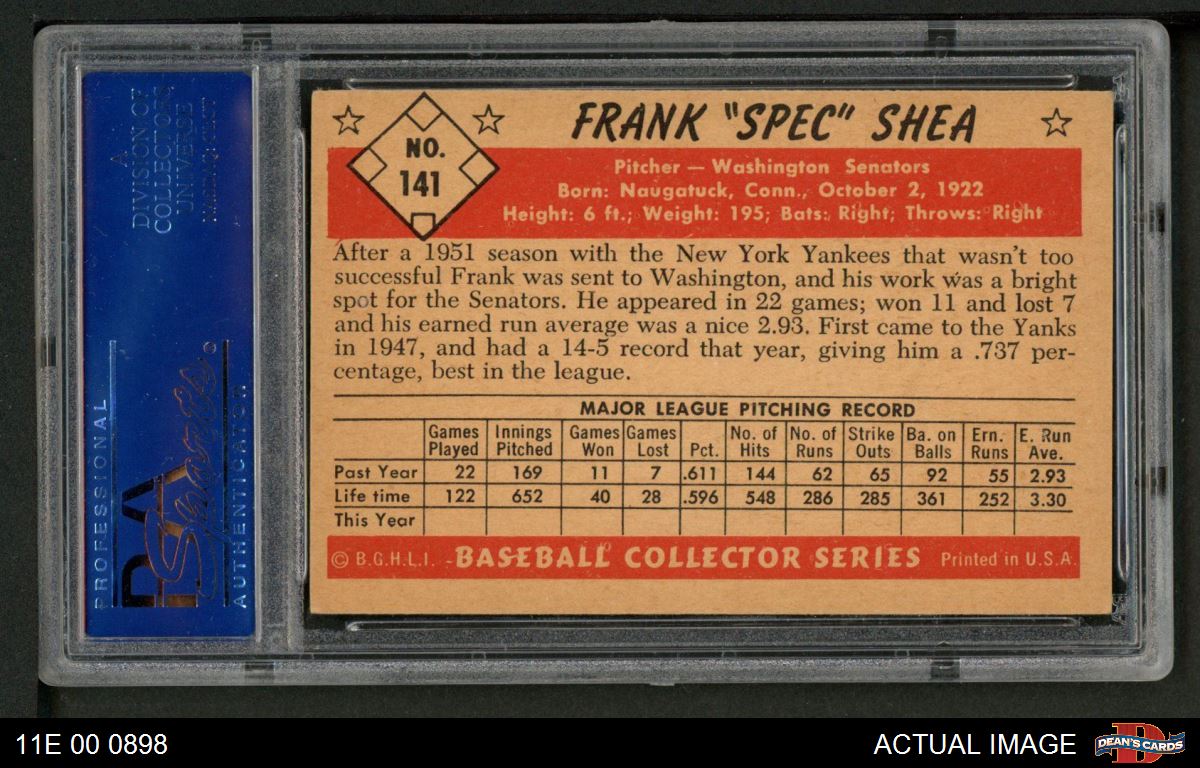 A
DIVISION OF
COLLECTORS
UNIVERSE
NASDAQ: CLCT
PROFESSIONAL
PSA
Sports
AUTHENTICATOR
NO.
141
FRANK "SPEC" SHEA
Pitcher — Washington Senators
Born: Naugatuck, Conn., October 2, 1922
Height: 6 ft.; Weight: 195; Bats: Right; Throws: Right
After a 1951 season with the New York Yankees that wasn't too
successful Frank was sent to Washington, and his work was a bright
spot for the Senators. He appeared in 22 games; won 11 and lost 7
and his earned run average was a nice 2.93. First came to the Yanks
in 1947, and had a 14-5 record that year, giving him a .737 per-
centage, best in the league.
MAJOR LEAGUE PITCHING RECORD
Games Played Innings Pitched Games Won Games Lost Pct. No. of Hits No. of Runs Strike Outs Ba. on Balls Ern. Runs E. Run Ave.
Past Year 22 169 11 7 .611 144 62 65 92 55 2.93
Life time 122 652 40 28 .596 548 286 285 361 252 3.30
This Year
© B.G.H.L.I. - BASEBALL COLLECTOR SERIES Printed in U.S.A.
11E 00 0898
ACTUAL IMAGE
D
DEAN'S CARDS